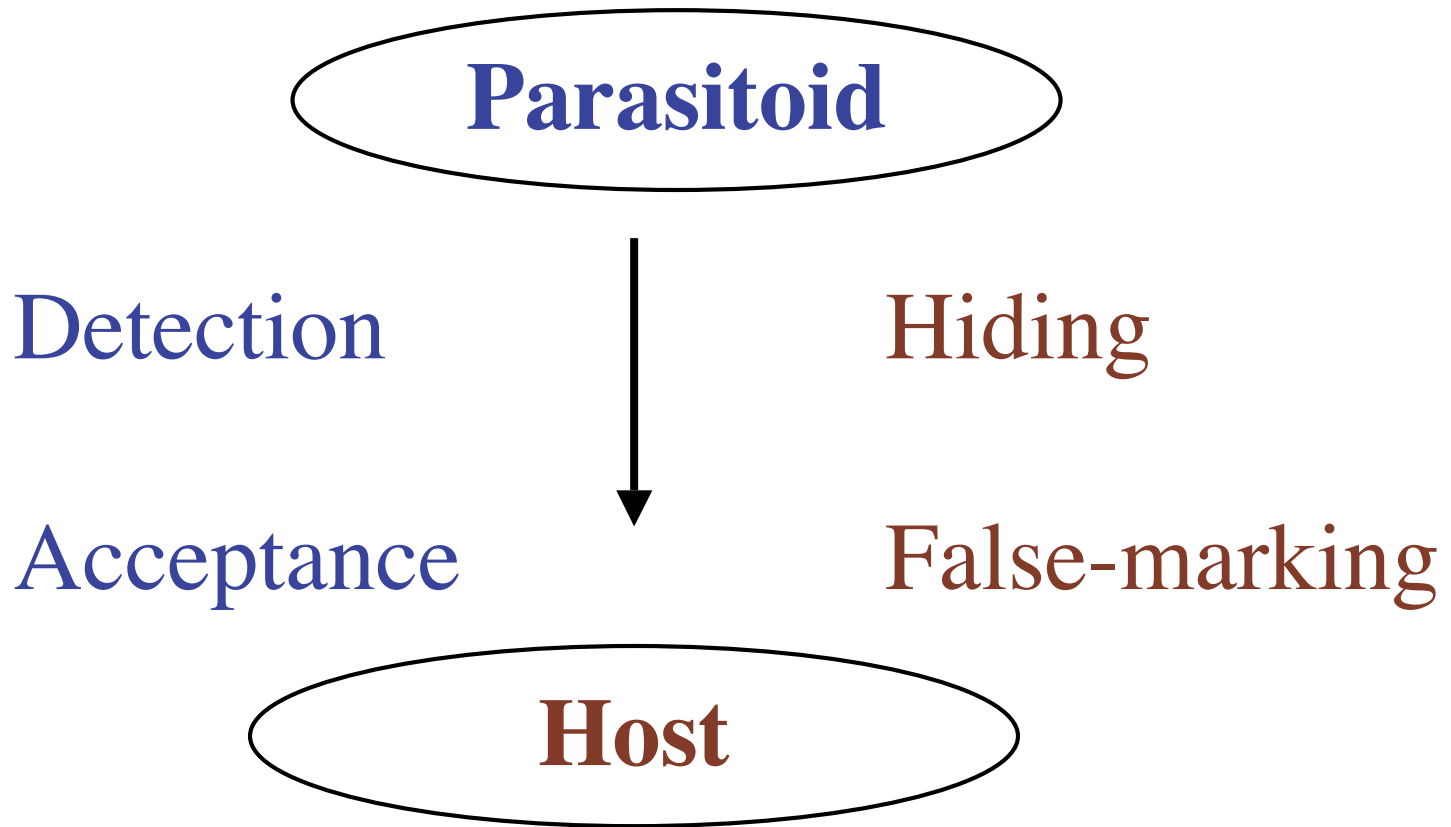 Parasitoid
Detection
Hiding
Acceptance
False-marking
Host